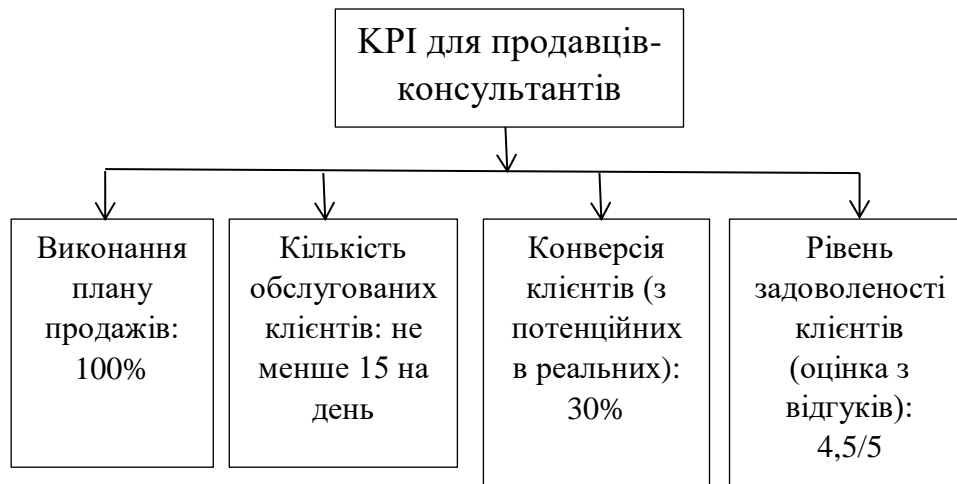 КРІ для продавців-
консультантів
Виконання
плану
продажів:
100%
Кількість
обслугованих
клієнтів: не
менше 15 на
день
Конверсія
клієнтів (з
потенційних
в реальних):
30%
Рівень
задоволеності
клієнтів
(оцінка з
відгуків):
4,5/5